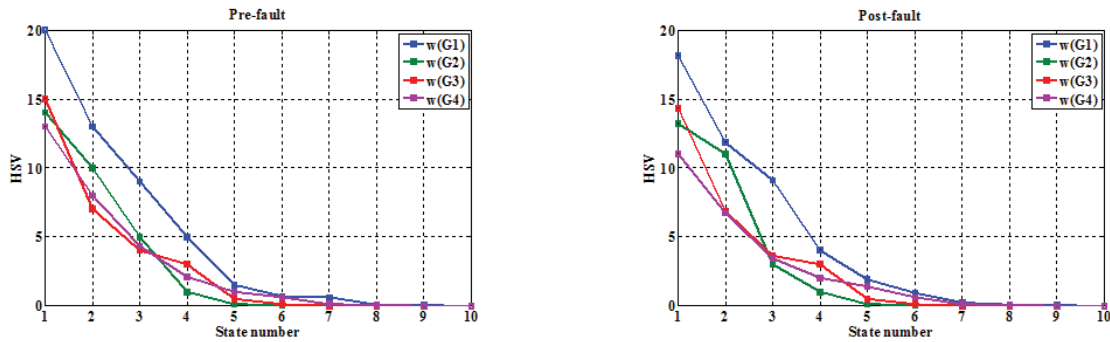 Pre-fault
20
15
10
5
0
HSV
1 2 3 4 5 6 7 8 9 10
State number
w(G1)
w(G2)
w(G3)
w(G4)
Post-fault
20
15
10
5
0
HSV
1 2 3 4 5 6 7 8 9 10
State number
w(G1)
w(G2)
w(G3)
w(G4)